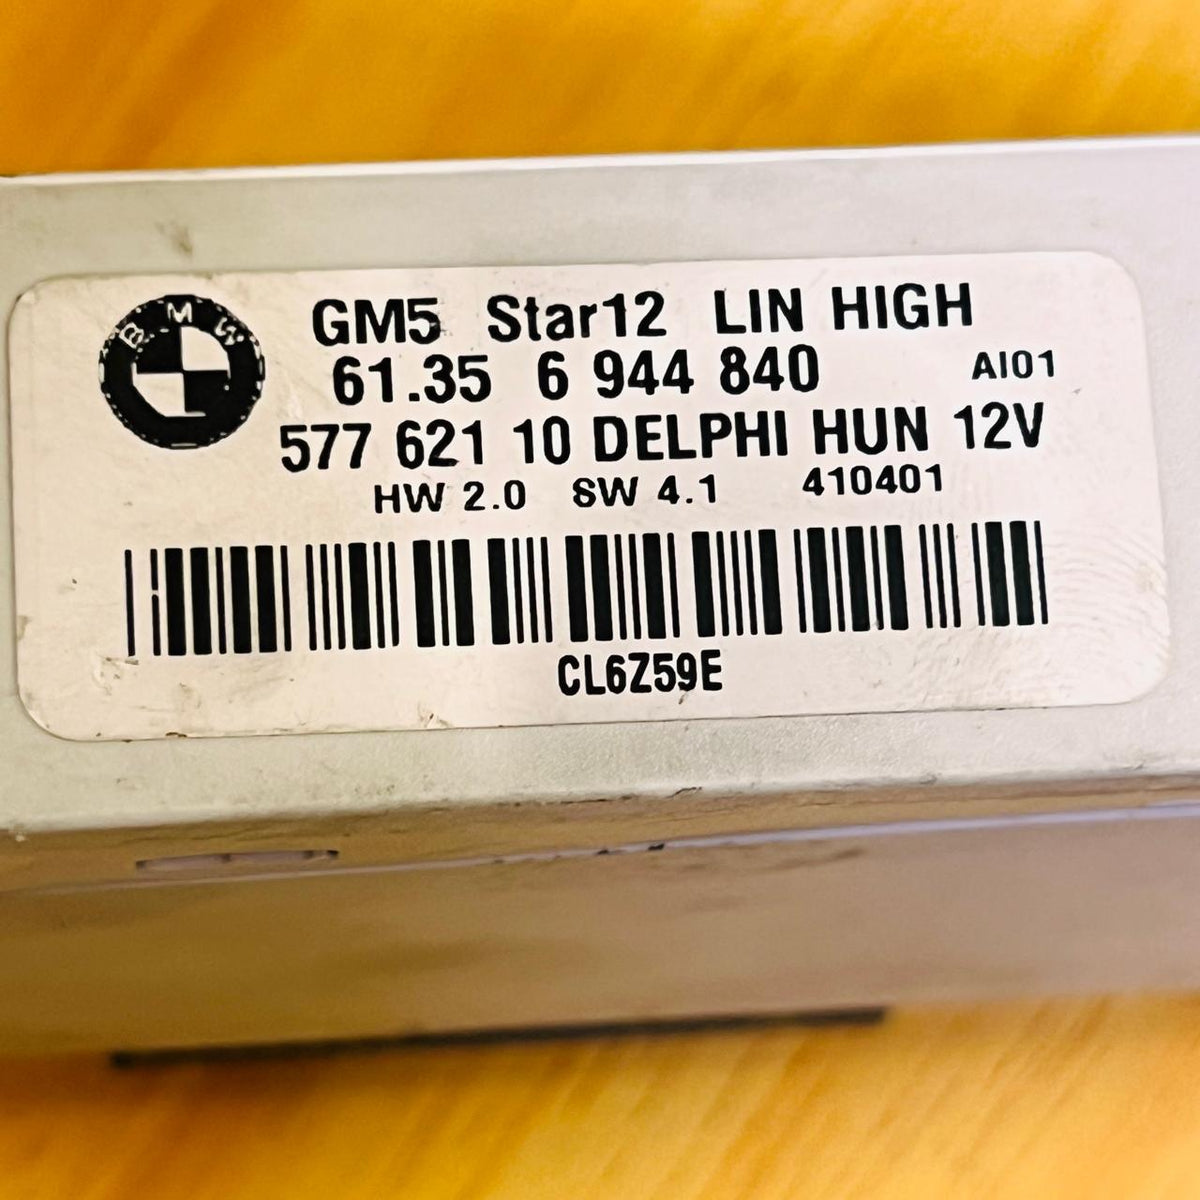 BMW
GM5 Star12 LIN HIGH
61.35 6 944 840 AI01
577 621 10 DELPHI HUN 12V
HW 2.0 SW 4.1 410401
CL6Z59E